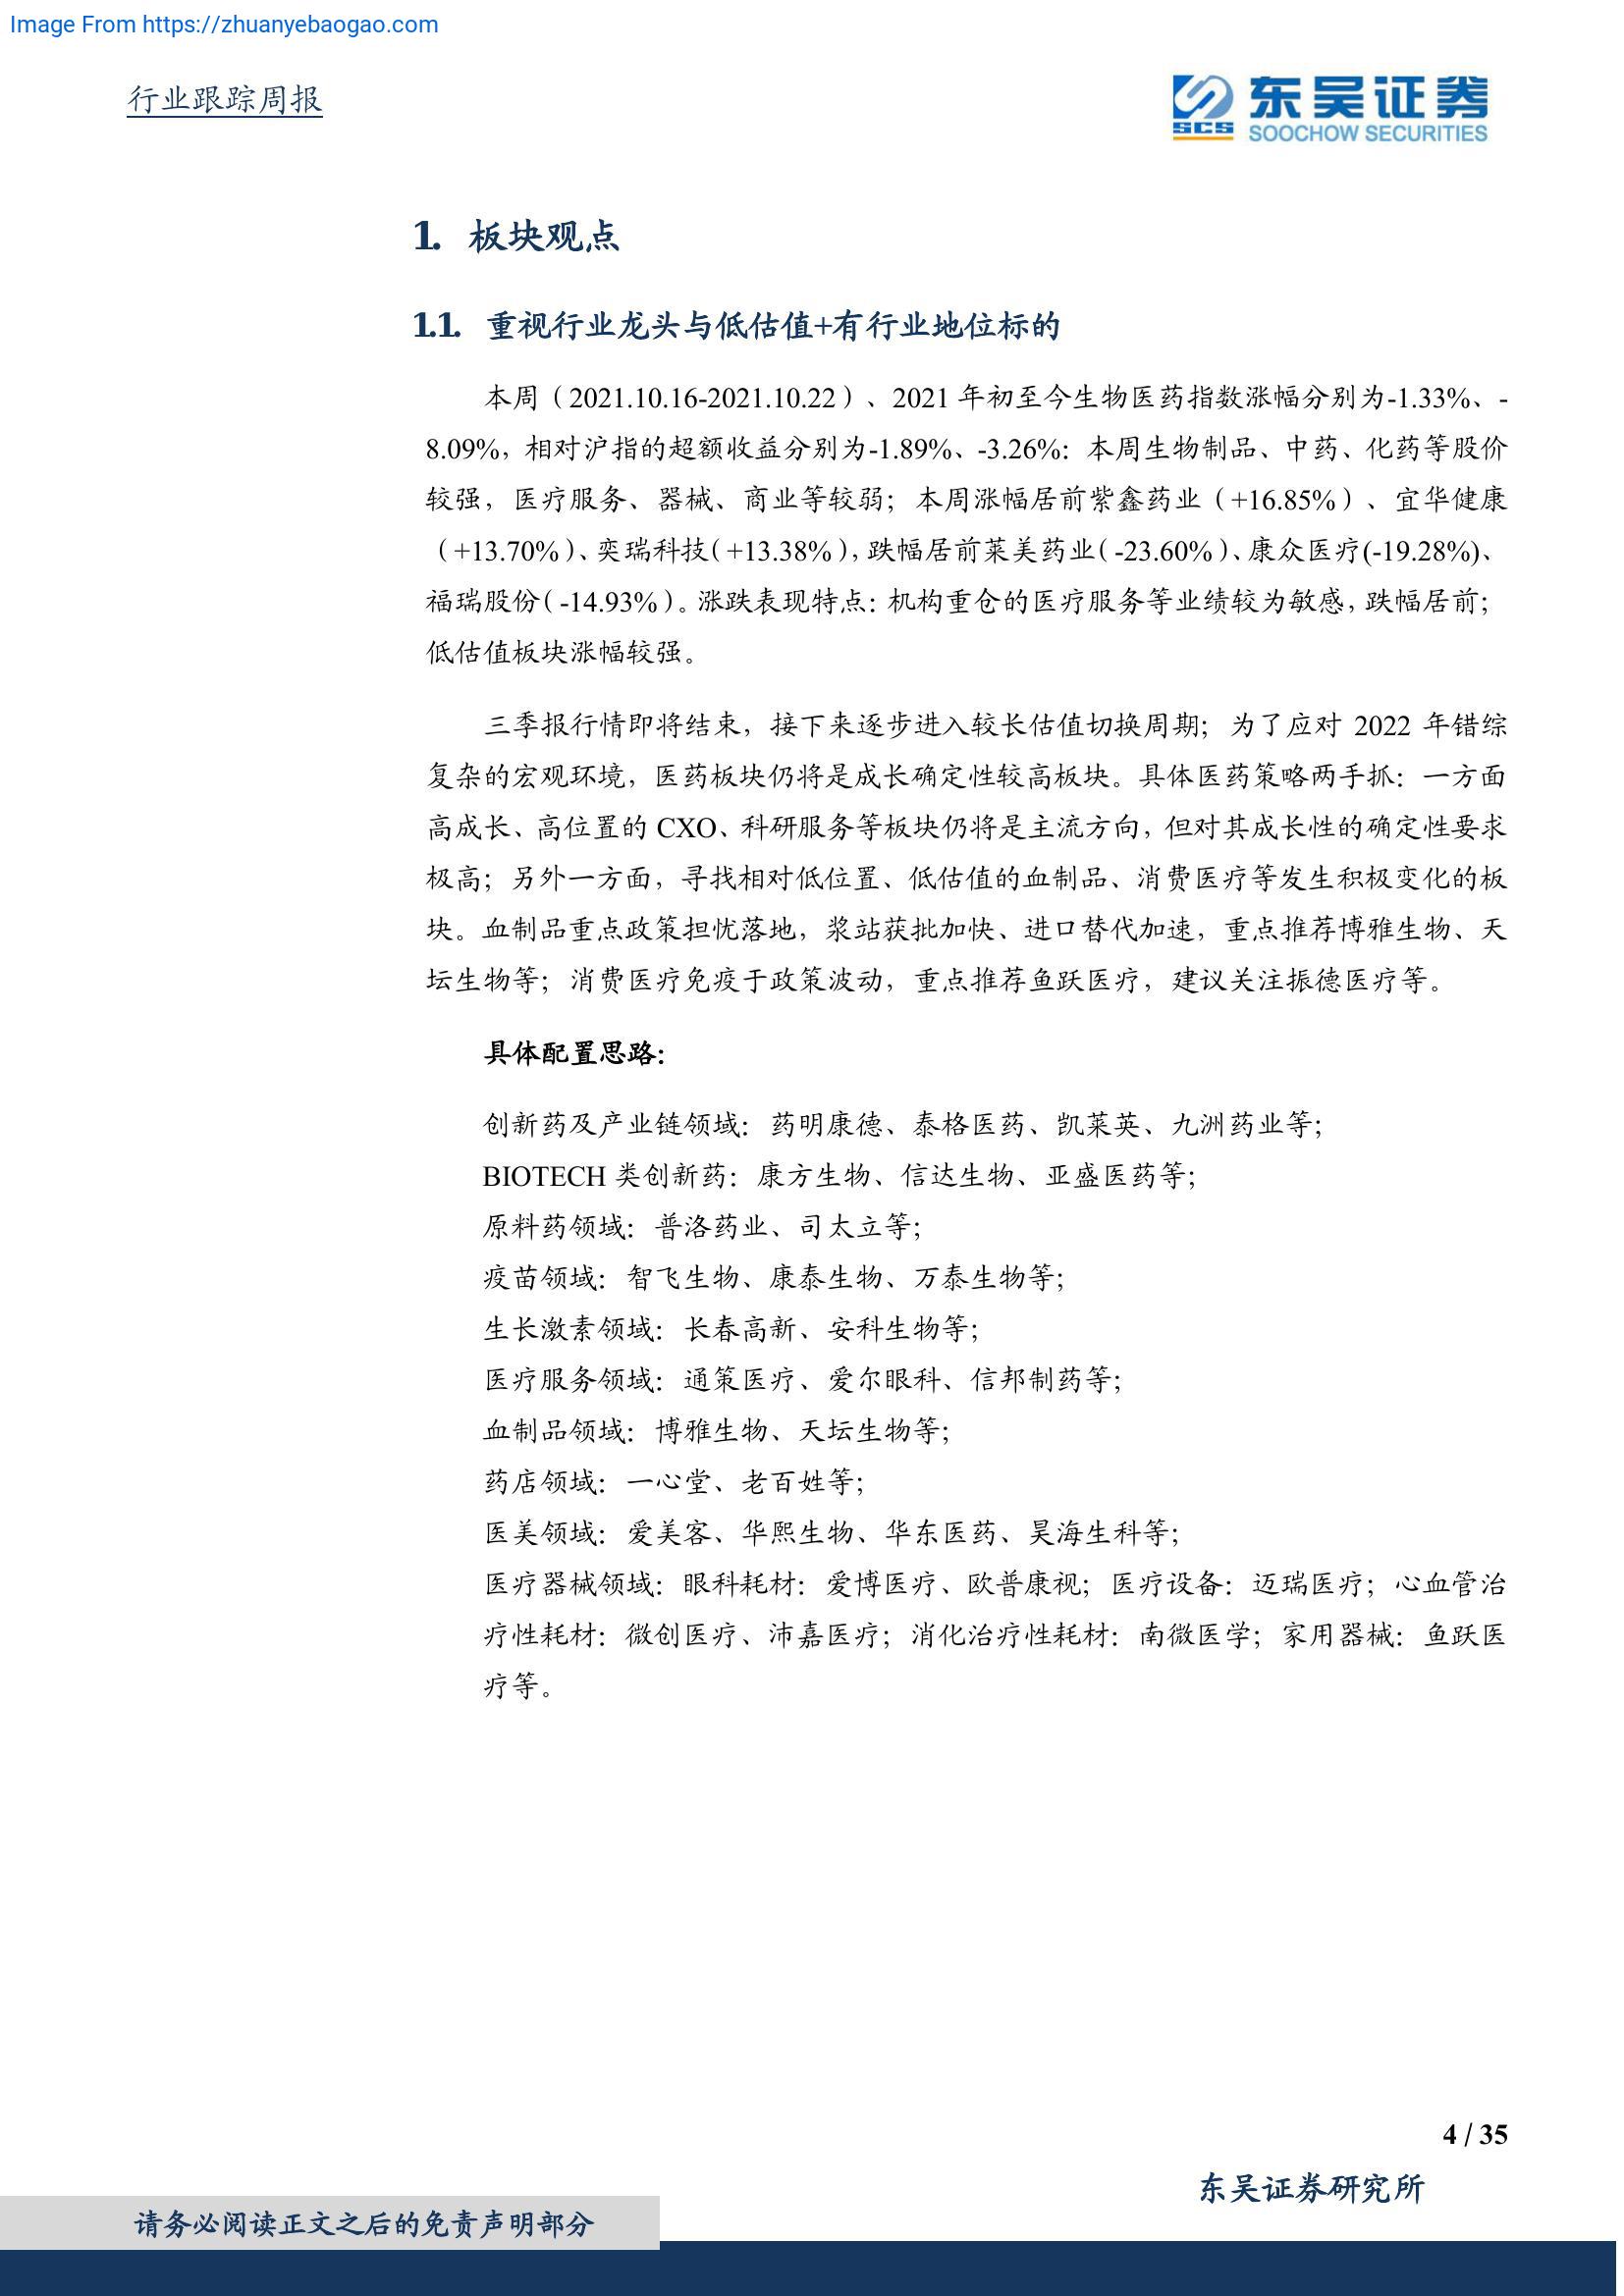 Image From https://zhuanyebaogao.com
行业跟踪周报
SCS
东吴证券
SOOCHOW SECURITIES
1. 板块观点
1.1. 重视行业龙头与低估值+有行业地位标的
本周（2021.10.16-2021.10.22）、2021 年初至今生物医药指数涨幅分别为-1.33%、-
8.09%，相对沪指的超额收益分别为-1.89%、-3.26%：本周生物制品、中药、化药等股价
较强，医疗服务、器械、商业等较弱；本周涨幅居前紫鑫药业（+16.85%）、宜华健康
（+13.70%）、奕瑞科技（+13.38%），跌幅居前莱美药业（-23.60%）、康众医疗(-19.28%)、
福瑞股份（-14.93%）。涨跌表现特点：机构重仓的医疗服务等业绩较为敏感，跌幅居前；
低估值板块涨幅较强。
三季报行情即将结束，接下来逐步进入较长估值切换周期；为了应对 2022 年错综
复杂的宏观环境，医药板块仍将是成长确定性较高板块。具体医药策略两手抓：一方面
高成长、高位置的 CXO、科研服务等板块仍将是主流方向，但对其成长性的确定性要求
极高；另外一方面，寻找相对低位置、低估值的血制品、消费医疗等发生积极变化的板
块。血制品重点政策担忧落地，浆站获批加快、进口替代加速，重点推荐博雅生物、天
坛生物等；消费医疗免疫于政策波动，重点推荐鱼跃医疗，建议关注振德医疗等。
具体配置思路：
创新药及产业链领域：药明康德、泰格医药、凯莱英、九洲药业等；
BIOTECH 类创新药：康方生物、信达生物、亚盛医药等；
原料药领域：普洛药业、司太立等；
疫苗领域：智飞生物、康泰生物、万泰生物等；
生长激素领域：长春高新、安科生物等；
医疗服务领域：通策医疗、爱尔眼科、信邦制药等；
血制品领域：博雅生物、天坛生物等；
药店领域：一心堂、老百姓等；
医美领域：爱美客、华熙生物、华东医药、昊海生科等；
医疗器械领域：眼科耗材：爱博医疗、欧普康视；医疗设备：迈瑞医疗；心血管治
疗性耗材：微创医疗、沛嘉医疗；消化治疗性耗材：南微医学；家用器械：鱼跃医
疗等。
4 / 35
东吴证券研究所
请务必阅读正文之后的免责声明部分